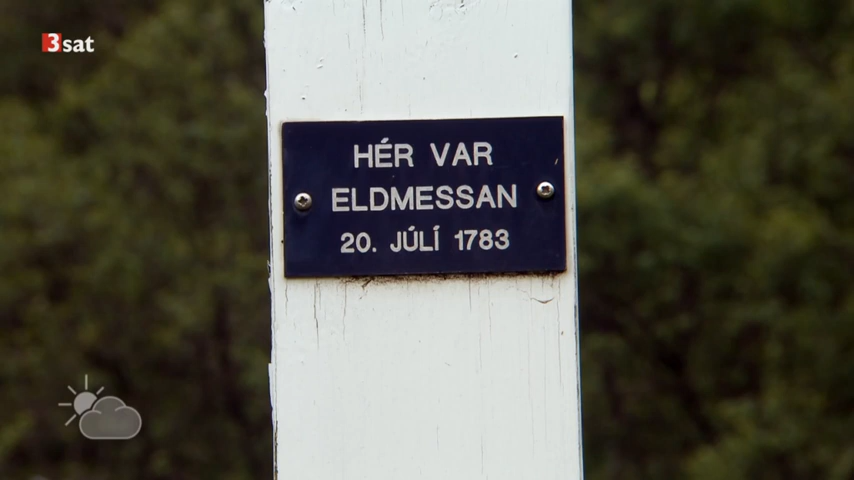 3sat
HÉR VAR
ELDMESSAN
20. JÚLÍ 1783